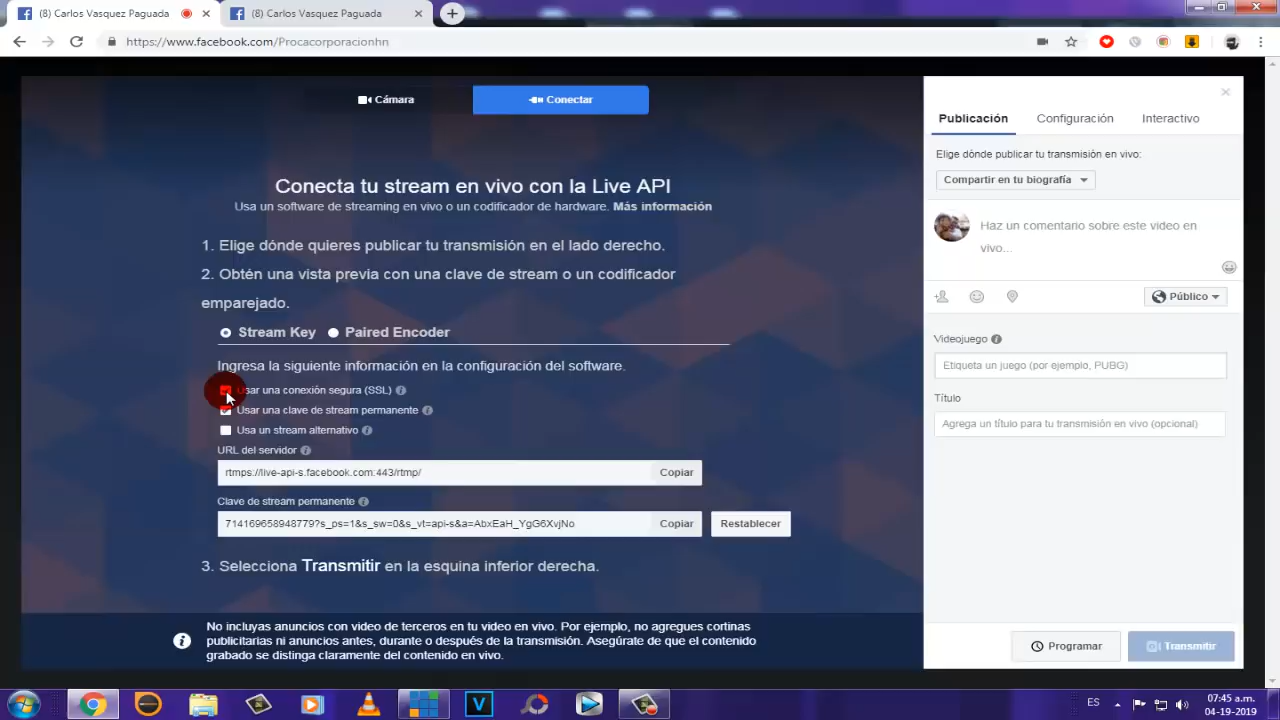 (8) Carlos Vasquez Paguada
(8) Carlos Vasquez Paguada
https://www.facebook.com/Procacorporacionhn
Cámara
Conectar
Conecta tu stream en vivo con la Live API
Usa un software de streaming en vivo o un codificador de hardware. Más información
1. Elige dónde quieres publicar tu transmisión en el lado derecho.
2. Obtén una vista previa con una clave de stream o un codificador
emparejado.
Stream Key
Paired Encoder
Ingresa la siguiente información en la configuración del software.
Usar una conexión segura (SSL)
Usar una clave de stream permanente
Usa un stream alternativo
URL del servidor
rtmps://live-api-s.facebook.com:443/rtmp/
Copiar
Clave de stream permanente
714169658948779?s_ps=1&s_sw=0&s_vt=api-s&a=AbxEaH_YgG6XvjNo
Copiar
Restablecer
3. Selecciona Transmitir en la esquina inferior derecha.
No incluyas anuncios con video de terceros en tu video en vivo. Por ejemplo, no agregues cortinas
publicitarias ni anuncios antes, durante o después de la transmisión. Asegúrate de que el contenido
grabado se distinga claramente del contenido en vivo.
Publicación
Configuración
Interactivo
Elige dónde publicar tu transmisión en vivo:
Compartir en tu biografía
Haz un comentario sobre este video en
vivo...
Público
Videojuego
Etiqueta un juego (por ejemplo, PUBG)
Título
Agrega un título para tu transmisión en vivo (opcional)
Programar
Transmitir
ES
07:45 a.m.
04-19-2019